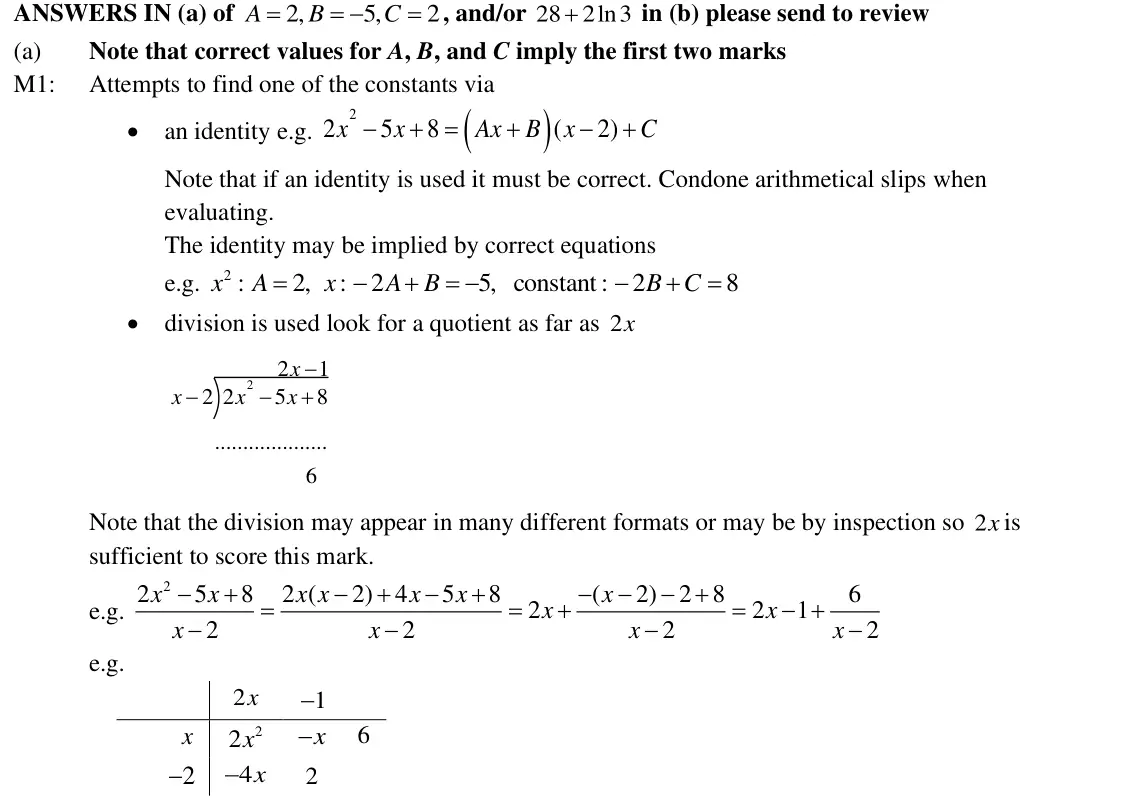 ANSWERS IN (a) of A = 2, B = −5, C = 2, and/or 28 + 2ln3 in (b) please send to review
(a) Note that correct values for A, B, and C imply the first two marks
M1: Attempts to find one of the constants via
• an identity e.g. 2x² − 5x + 8 = (Ax + B)(x − 2) + C
Note that if an identity is used it must be correct. Condone arithmetical slips when
evaluating.
The identity may be implied by correct equations
e.g. x² : A = 2, x : − 2A + B = −5, constant : − 2B + C = 8
• division is used look for a quotient as far as 2x
2x − 1
x − 2)2x² − 5x + 8
....................
6
Note that the division may appear in many different formats or may be by inspection so 2x is
sufficient to score this mark.
e.g. (2x² − 5x + 8)/(x − 2) = (2x(x − 2) + 4x − 5x + 8)/(x − 2) = 2x + (−(x − 2) − 2 + 8)/(x − 2) = 2x − 1 + 6/(x − 2)
e.g.
2x −1
x 2x² −x 6
−2 −4x 2